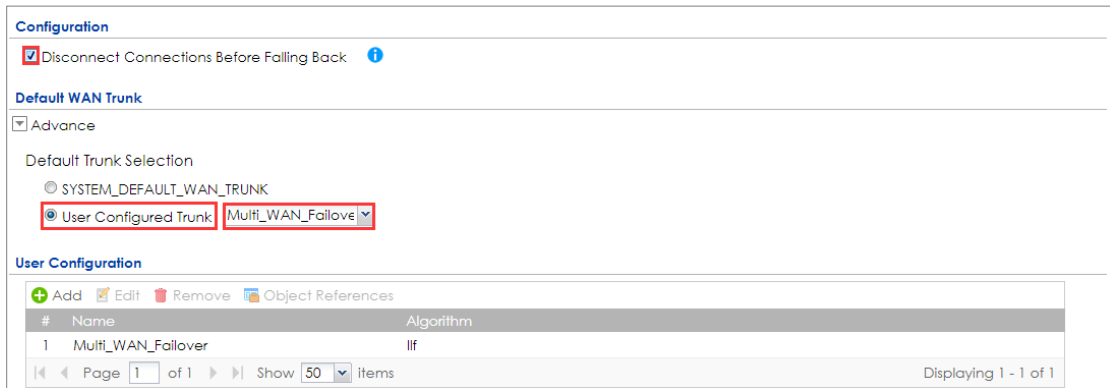 Configuration
Disconnect Connections Before Falling Back
Default WAN Trunk
Advance
Default Trunk Selection
SYSTEM_DEFAULT_WAN_TRUNK
User Configured Trunk Multi_WAN_Failove
User Configuration
Add Edit Remove Object References
# Name Algorithm
1 Multi_WAN_Failover llf
Page 1 of 1 Show 50 items Displaying 1 - 1 of 1